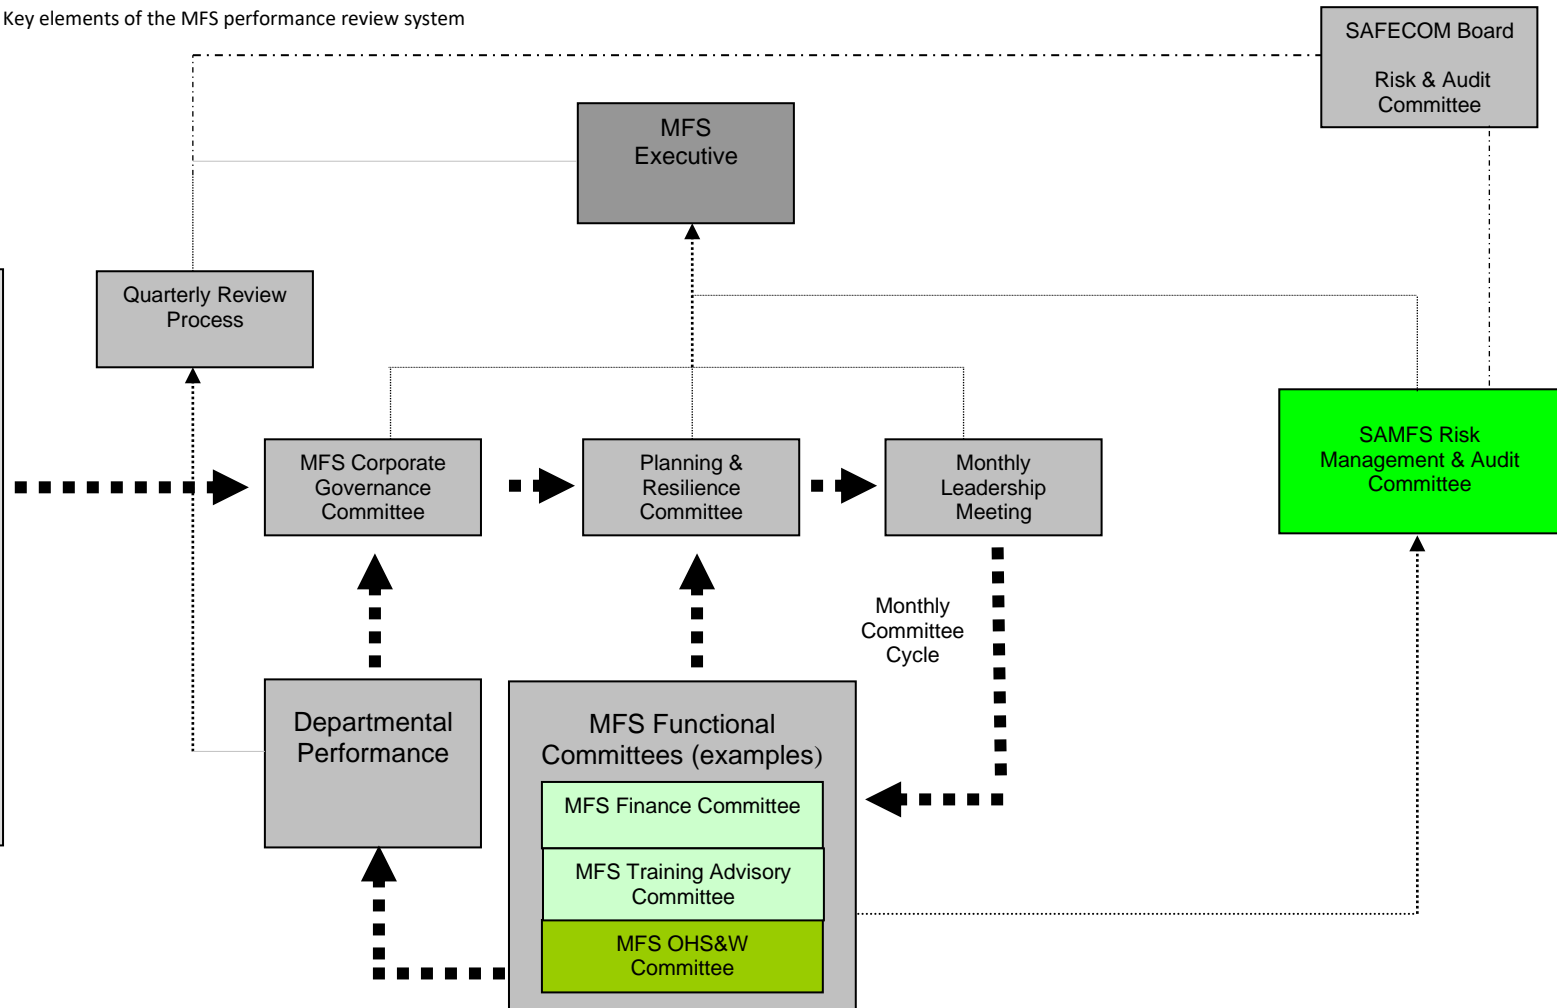 Key elements of the MFS performance review system
SAFECOM Board
Risk & Audit
Committee
MFS
Executive
Quarterly Review
Process
MFS Corporate
Governance
Committee
Planning &
Resilience
Committee
Monthly
Leadership
Meeting
SAMFS Risk
Management & Audit
Committee
Monthly
Committee
Cycle
Departmental
Performance
MFS Functional
Committees (examples)
MFS Finance Committee
MFS Training Advisory
Committee
MFS OHS&W
Committee